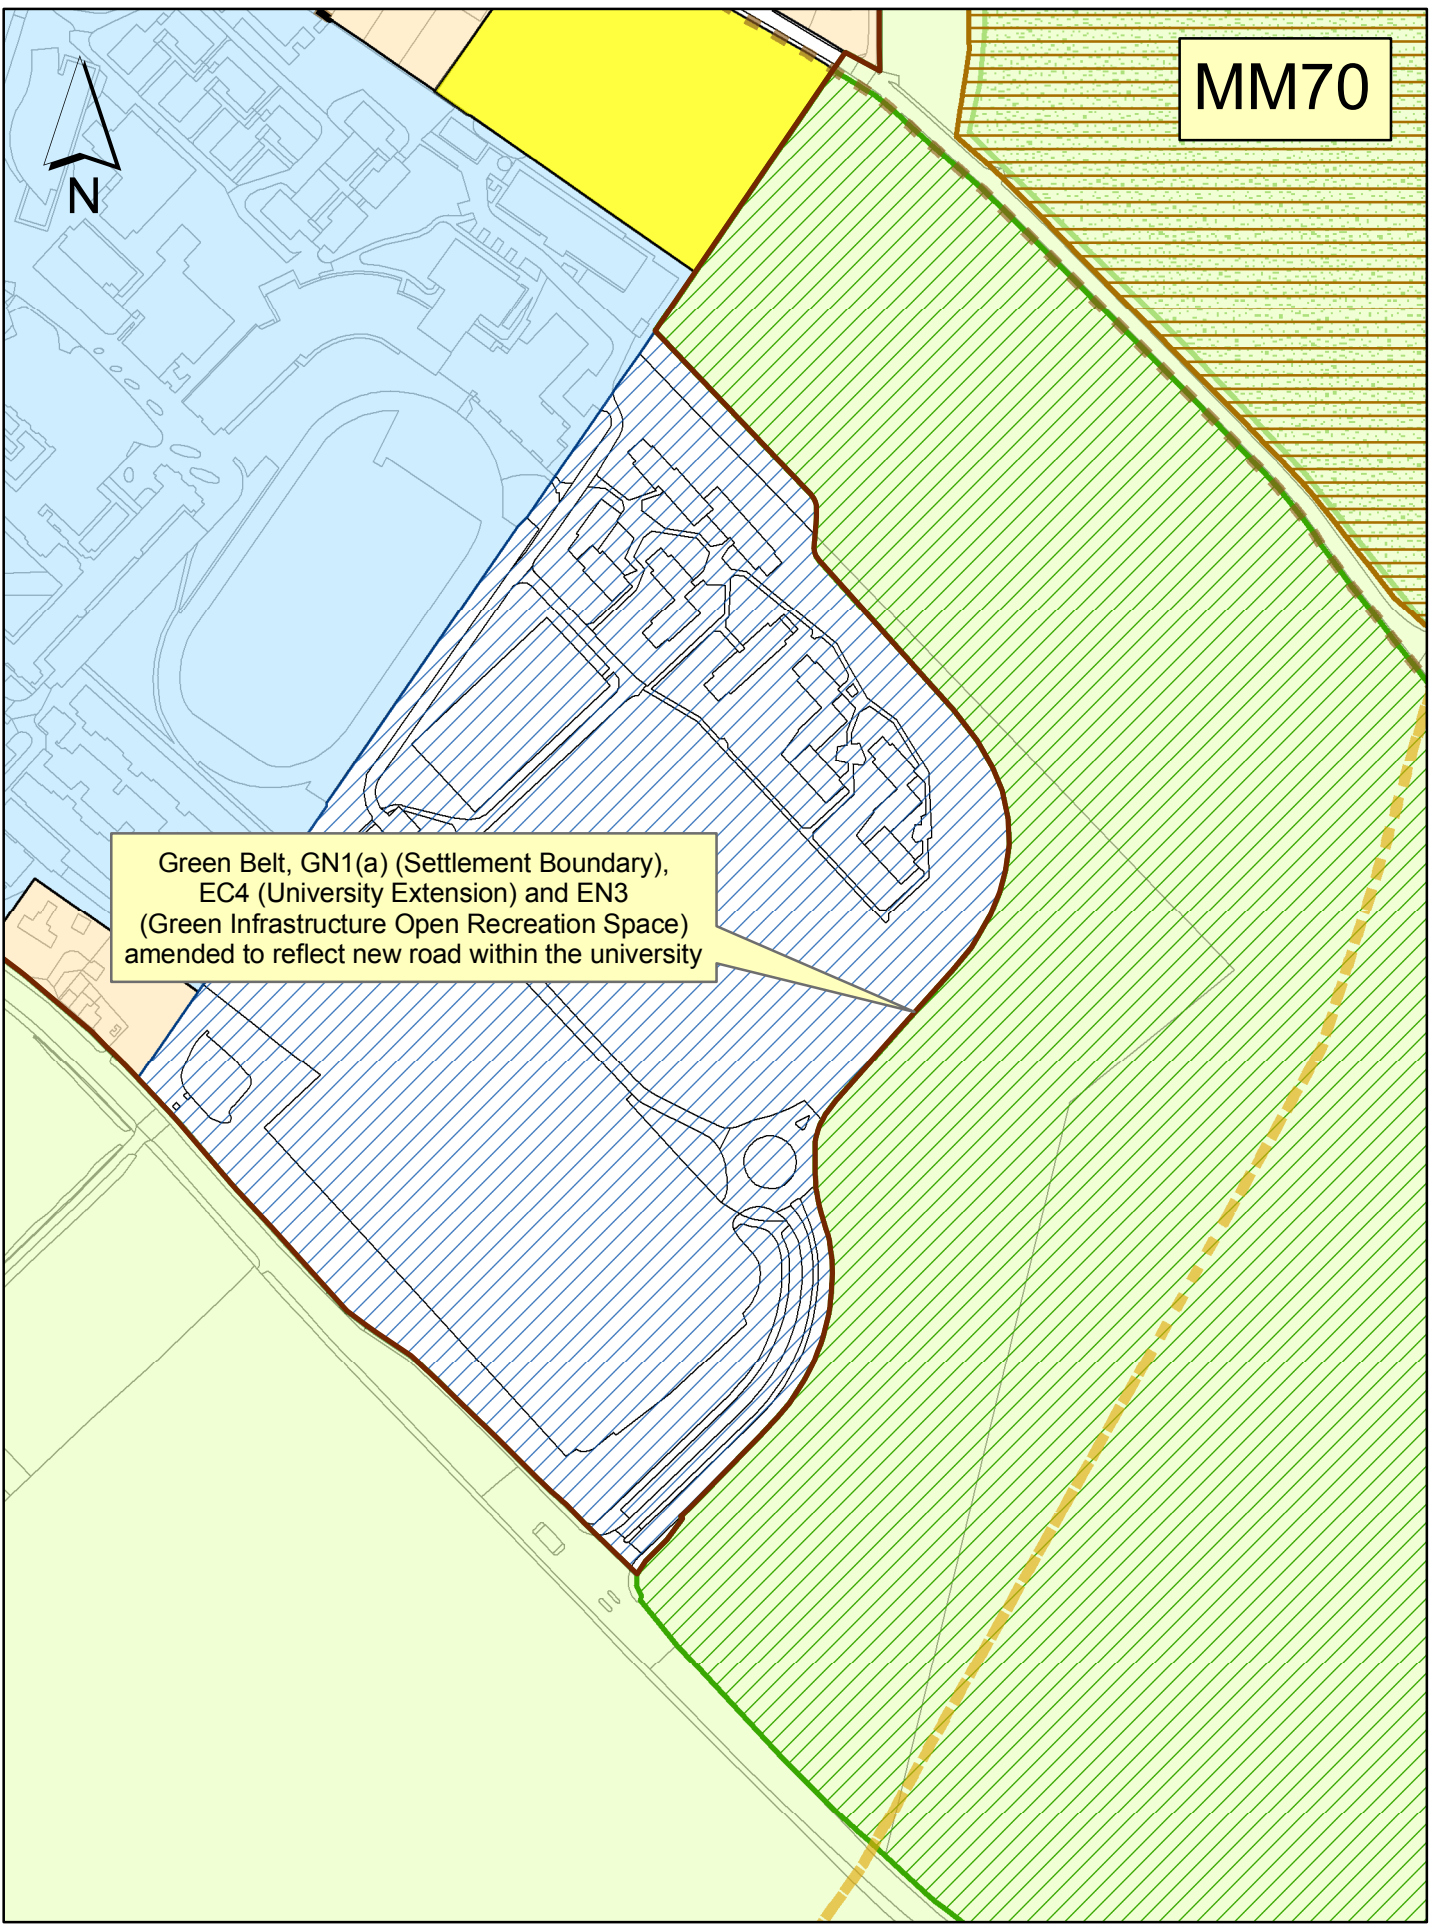 MM70
N
Green Belt, GN1(a) (Settlement Boundary),
EC4 (University Extension) and EN3
(Green Infrastructure Open Recreation Space)
amended to reflect new road within the university